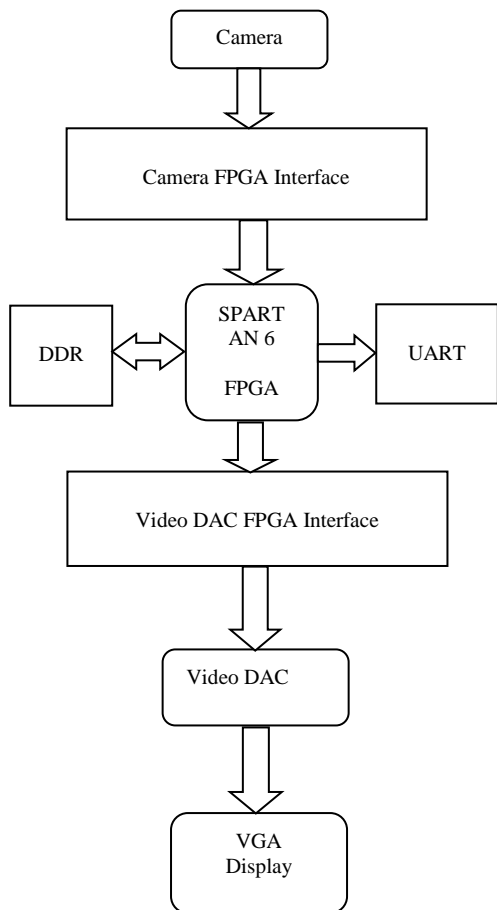 Camera
Camera FPGA Interface
SPART
AN 6
FPGA
DDR
UART
Video DAC FPGA Interface
Video DAC
VGA
Display